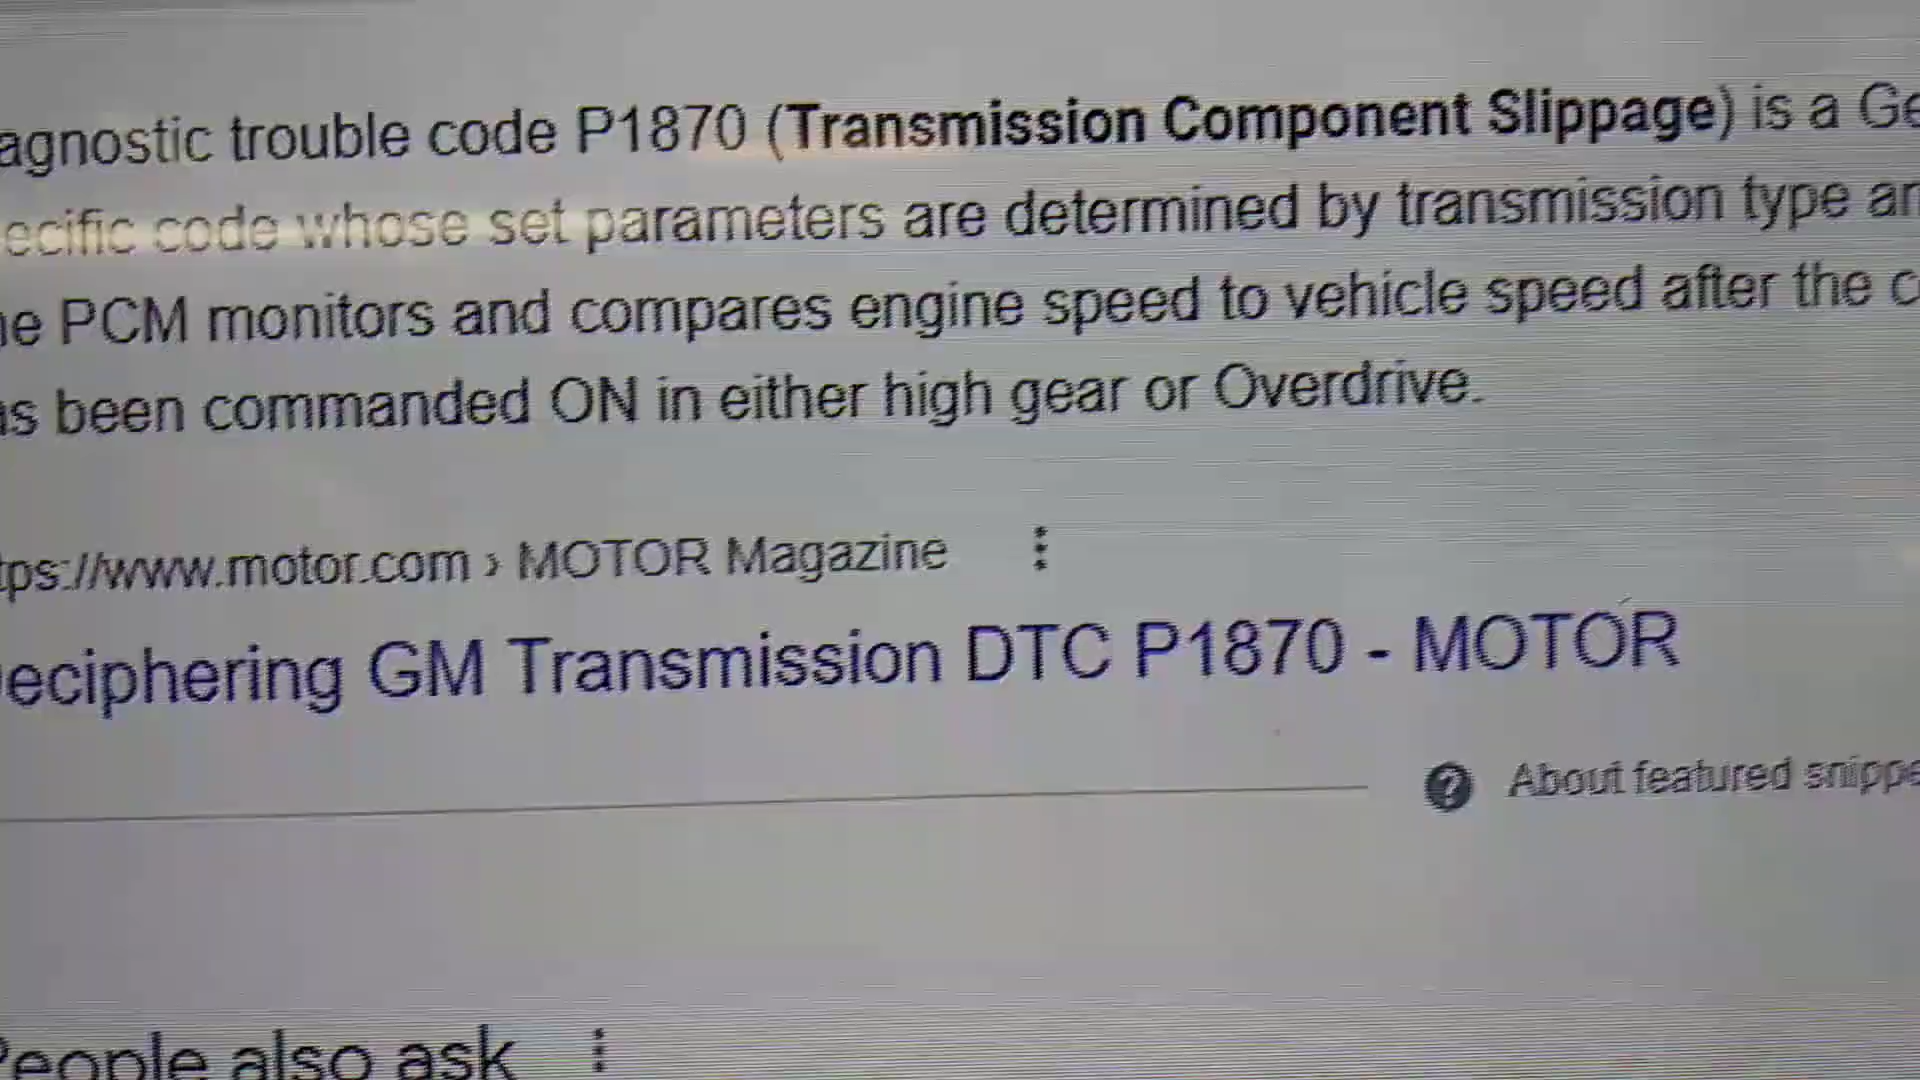 agnostic trouble code P1870 (Transmission Component Slippage) is a Ge
ecific code whose set parameters are determined by transmission type an
e PCM monitors and compares engine speed to vehicle speed after the c
s been commanded ON in either high gear or Overdrive.
tps://www.motor.com › MOTOR Magazine
eciphering GM Transmission DTC P1870 - MOTOR
About featured snippe
People also ask